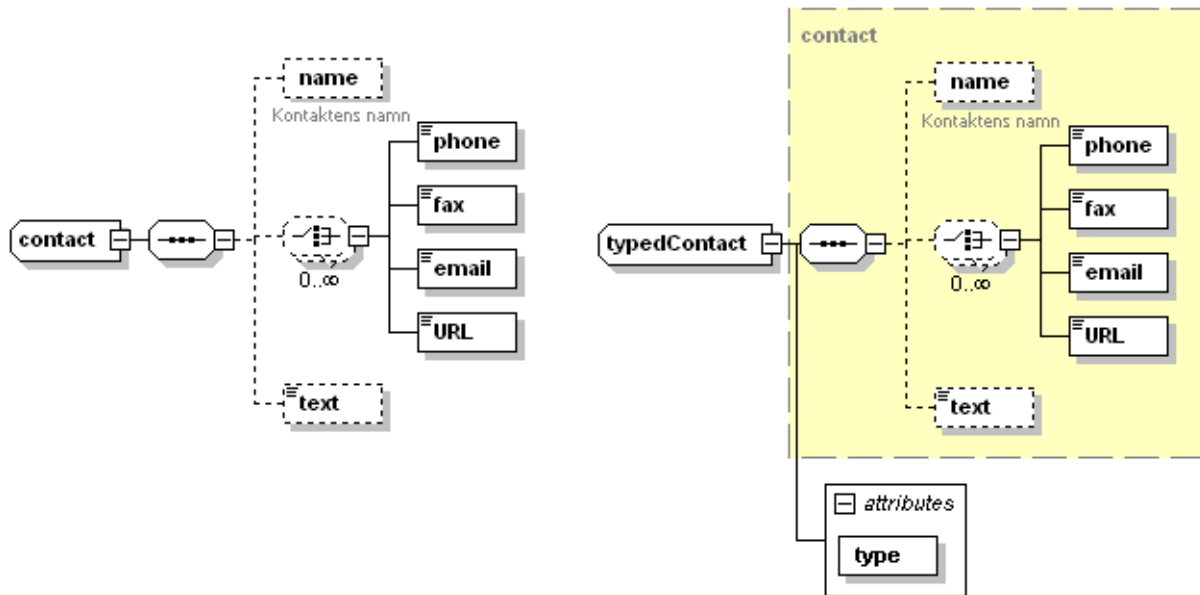 name
Kontaktens namn
phone
fax
contact
email
0..∞
URL
text
contact
name
Kontaktens namn
phone
fax
typedContact
email
0..∞
URL
text
attributes
type